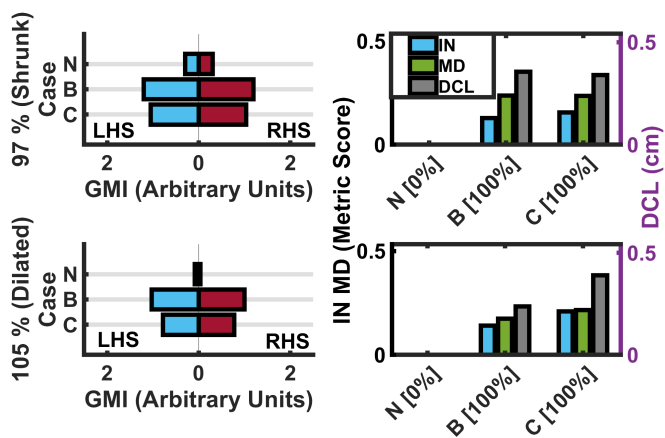 97 % (Shrunk)
Case
N
B
C
LHS
RHS
2
0
2
GMI (Arbitrary Units)
105 % (Dilated)
Case
N
B
C
LHS
RHS
2
0
2
GMI (Arbitrary Units)
IN MD (Metric Score)
0.5
0
IN
MD
DCL
0.5
0
N [0%]
B [100%]
C [100%]
DCL (cm)
0.5
0
0.5
0
N [0%]
B [100%]
C [100%]